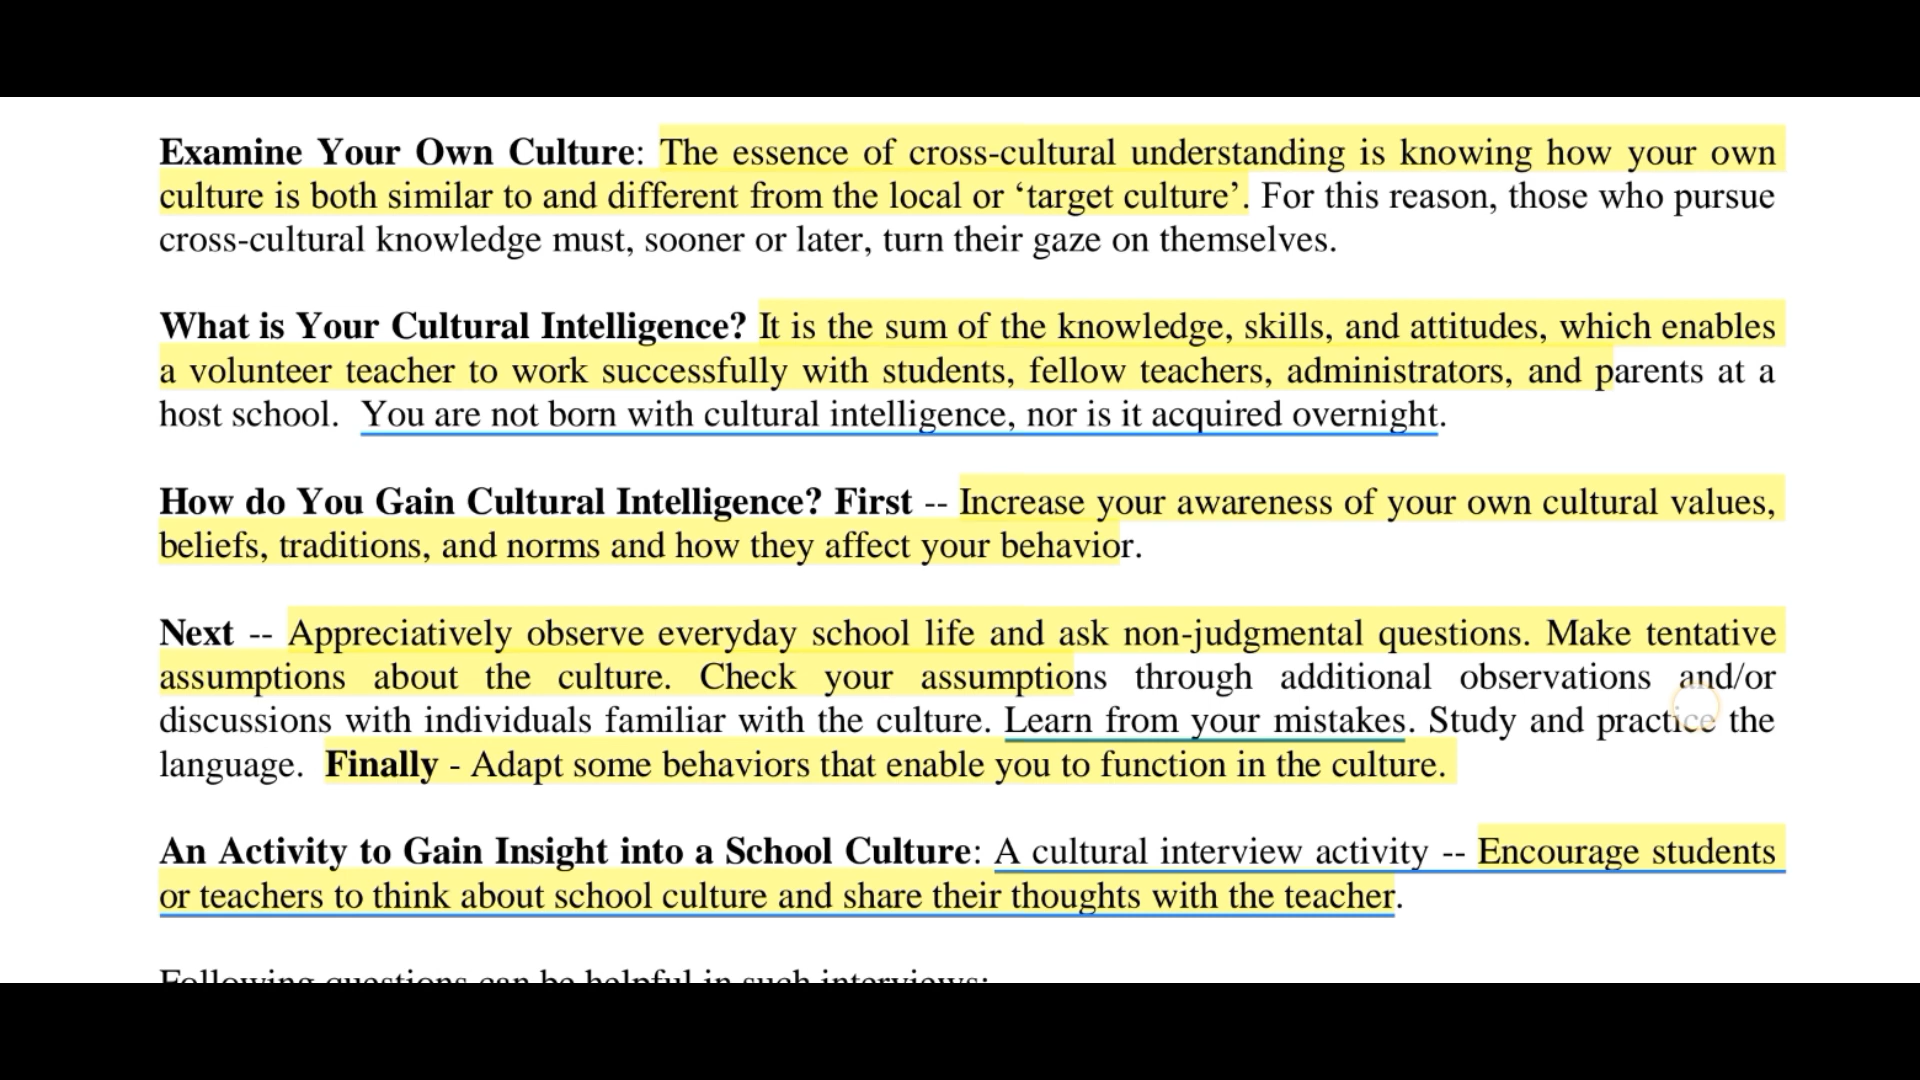 Examine Your Own Culture: The essence of cross-cultural understanding is knowing how your own
culture is both similar to and different from the local or ‘target culture’. For this reason, those who pursue
cross-cultural knowledge must, sooner or later, turn their gaze on themselves.
What is Your Cultural Intelligence? It is the sum of the knowledge, skills, and attitudes, which enables
a volunteer teacher to work successfully with students, fellow teachers, administrators, and parents at a
host school. You are not born with cultural intelligence, nor is it acquired overnight.
How do You Gain Cultural Intelligence? First -- Increase your awareness of your own cultural values,
beliefs, traditions, and norms and how they affect your behavior.
Next -- Appreciatively observe everyday school life and ask non-judgmental questions. Make tentative
assumptions about the culture. Check your assumptions through additional observations and/or
discussions with individuals familiar with the culture. Learn from your mistakes. Study and practice the
language. Finally - Adapt some behaviors that enable you to function in the culture.
An Activity to Gain Insight into a School Culture: A cultural interview activity -- Encourage students
or teachers to think about school culture and share their thoughts with the teacher.
Following questions can be helpful in such interviews: